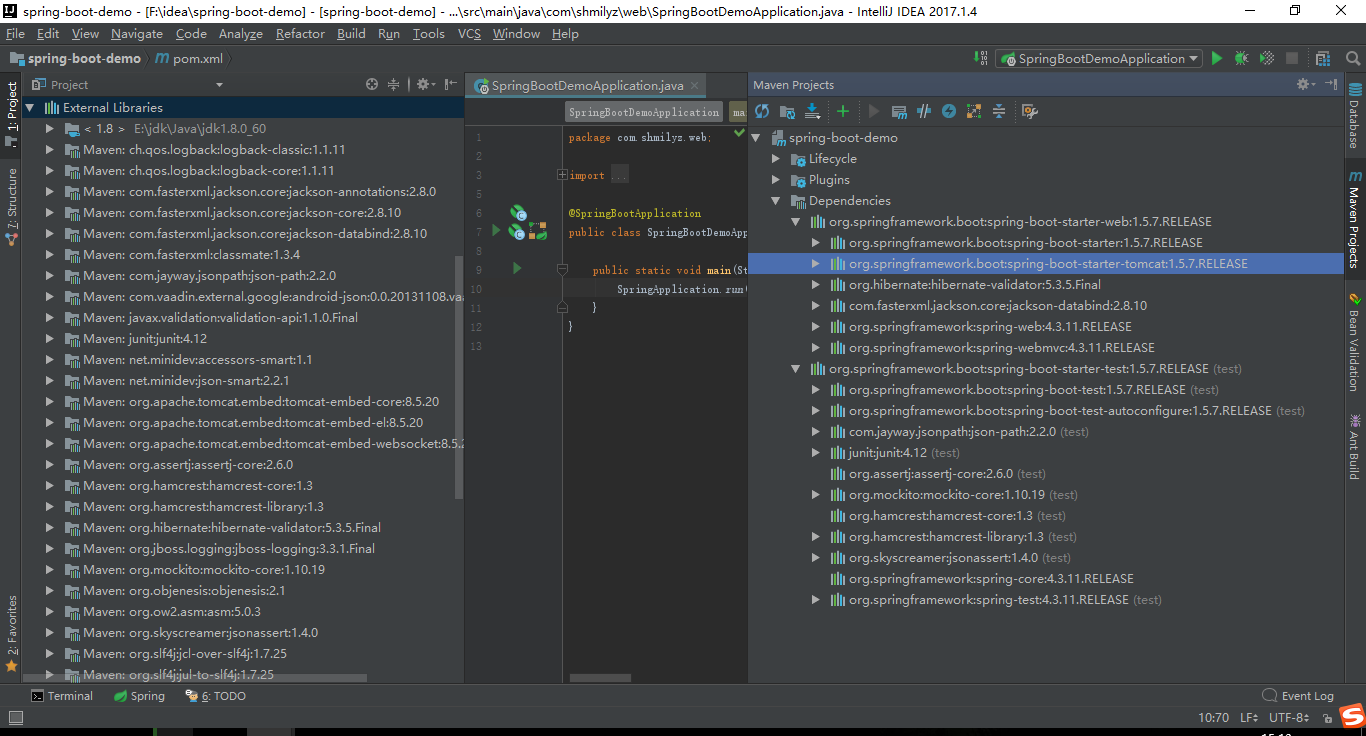 spring-boot-demo - [F:\idea\spring-boot-demo] - [spring-boot-demo] - ...\src\main\java\com\shmilyz\web\SpringBootDemoApplication.java - IntelliJ IDEA 2017.1.4
File Edit View Navigate Code Analyze Refactor Build Run Tools VCS Window Help
spring-boot-demo pom.xml SpringBootDemoApplication
1: Project
7: Structure
2: Favorites
Project
External Libraries
< 1.8 > E:\jdk\Java\jdk1.8.0_60
Maven: ch.qos.logback:logback-classic:1.1.11
Maven: ch.qos.logback:logback-core:1.1.11
Maven: com.fasterxml.jackson.core:jackson-annotations:2.8.0
Maven: com.fasterxml.jackson.core:jackson-core:2.8.10
Maven: com.fasterxml.jackson.core:jackson-databind:2.8.10
Maven: com.fasterxml:classmate:1.3.4
Maven: com.jayway.jsonpath:json-path:2.2.0
Maven: com.vaadin.external.google:android-json:0.0.20131108.vaa
Maven: javax.validation:validation-api:1.1.0.Final
Maven: junit:junit:4.12
Maven: net.minidev:accessors-smart:1.1
Maven: net.minidev:json-smart:2.2.1
Maven: org.apache.tomcat.embed:tomcat-embed-core:8.5.20
Maven: org.apache.tomcat.embed:tomcat-embed-el:8.5.20
Maven: org.apache.tomcat.embed:tomcat-embed-websocket:8.5.2
Maven: org.assertj:assertj-core:2.6.0
Maven: org.hamcrest:hamcrest-core:1.3
Maven: org.hamcrest:hamcrest-library:1.3
Maven: org.hibernate:hibernate-validator:5.3.5.Final
Maven: org.jboss.logging:jboss-logging:3.3.1.Final
Maven: org.mockito:mockito-core:1.10.19
Maven: org.objenesis:objenesis:2.1
Maven: org.ow2.asm:asm:5.0.3
Maven: org.skyscreamer:jsonassert:1.4.0
Maven: org.slf4j:jcl-over-slf4j:1.7.25
Maven: org.slf4j:jul-to-slf4j:1.7.25
SpringBootDemoApplication.java
SpringBootDemoApplication ma
1 package com.shmilyz.web;
2
3 import ...
5
6 @SpringBootApplication
7 public class SpringBootDemoApp
8
9 public static void main(St
10 SpringApplication.run(
11 }
12 }
13
Maven Projects
spring-boot-demo
Lifecycle
Plugins
Dependencies
org.springframework.boot:spring-boot-starter-web:1.5.7.RELEASE
org.springframework.boot:spring-boot-starter:1.5.7.RELEASE
org.springframework.boot:spring-boot-starter-tomcat:1.5.7.RELEASE
org.hibernate:hibernate-validator:5.3.5.Final
com.fasterxml.jackson.core:jackson-databind:2.8.10
org.springframework:spring-web:4.3.11.RELEASE
org.springframework:spring-webmvc:4.3.11.RELEASE
org.springframework.boot:spring-boot-starter-test:1.5.7.RELEASE (test)
org.springframework.boot:spring-boot-test:1.5.7.RELEASE (test)
org.springframework.boot:spring-boot-test-autoconfigure:1.5.7.RELEASE (test)
com.jayway.jsonpath:json-path:2.2.0 (test)
junit:junit:4.12 (test)
org.assertj:assertj-core:2.6.0 (test)
org.mockito:mockito-core:1.10.19 (test)
org.hamcrest:hamcrest-core:1.3 (test)
org.hamcrest:hamcrest-library:1.3 (test)
org.skyscreamer:jsonassert:1.4.0 (test)
org.springframework:spring-core:4.3.11.RELEASE
org.springframework:spring-test:4.3.11.RELEASE (test)
Database
Maven Projects
Bean Validation
Ant Build
Terminal Spring 6: TODO Event Log
10:70 LF UTF-8